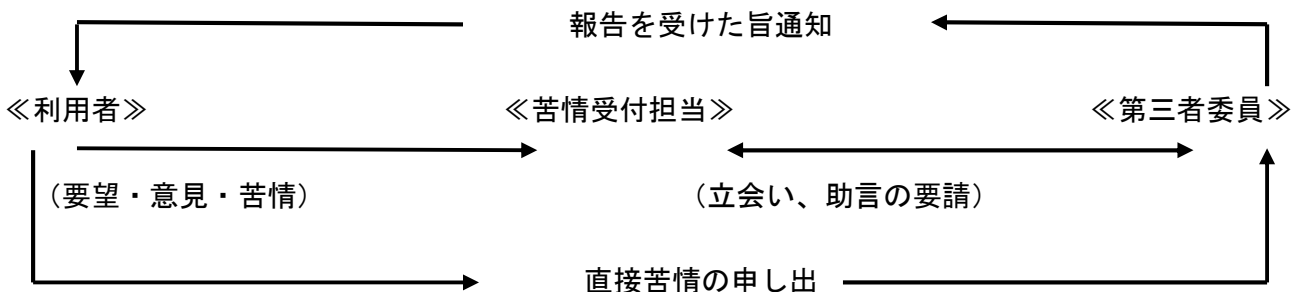 報告を受けた旨通知
≪利用者≫ ≪苦情受付担当≫ ≪第三者委員≫
（要望・意見・苦情） （立会い、助言の要請）
直接苦情の申し出